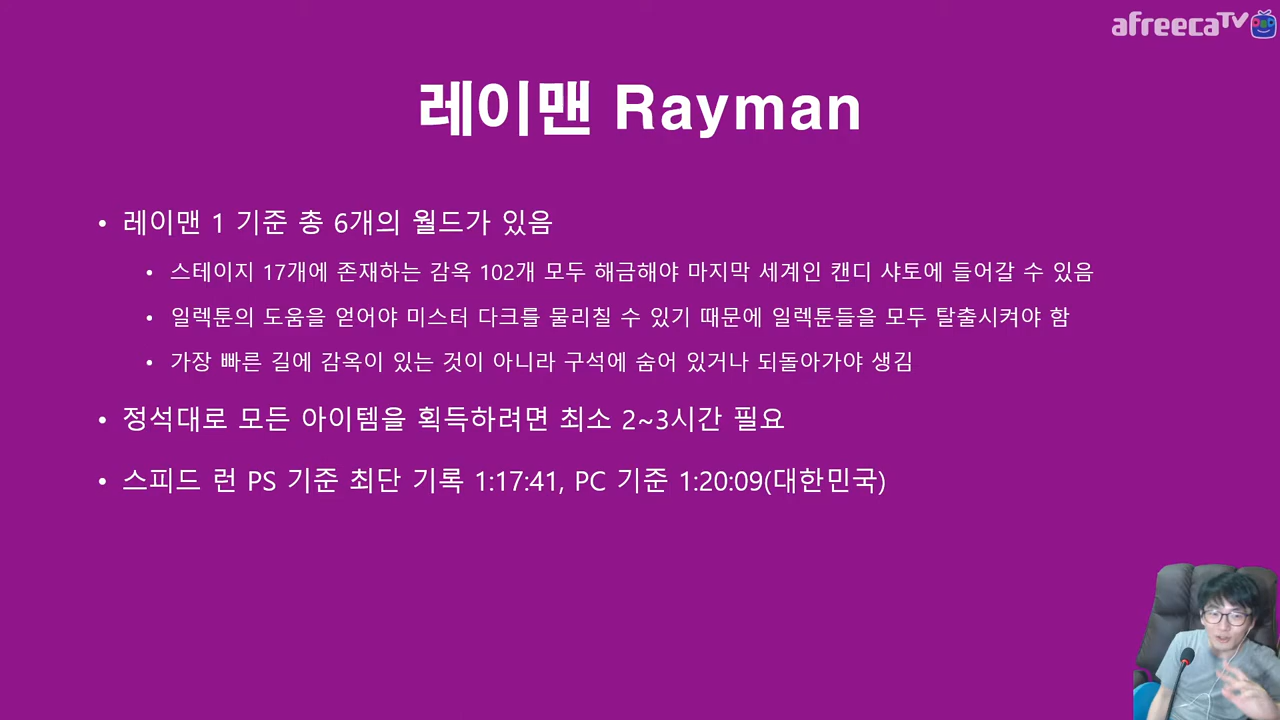 afreecaTV
레이맨 Rayman
• 레이맨 1 기준 총 6개의 월드가 있음
• 스테이지 17개에 존재하는 감옥 102개 모두 해금해야 마지막 세계인 캔디 샤토에 들어갈 수 있음
• 일렉툰의 도움을 얻어야 미스터 다크를 물리칠 수 있기 때문에 일렉툰들을 모두 탈출시켜야 함
• 가장 빠른 길에 감옥이 있는 것이 아니라 구석에 숨어 있거나 되돌아가야 생김
• 정석대로 모든 아이템을 획득하려면 최소 2~3시간 필요
• 스피드 런 PS 기준 최단 기록 1:17:41, PC 기준 1:20:09(대한민국)